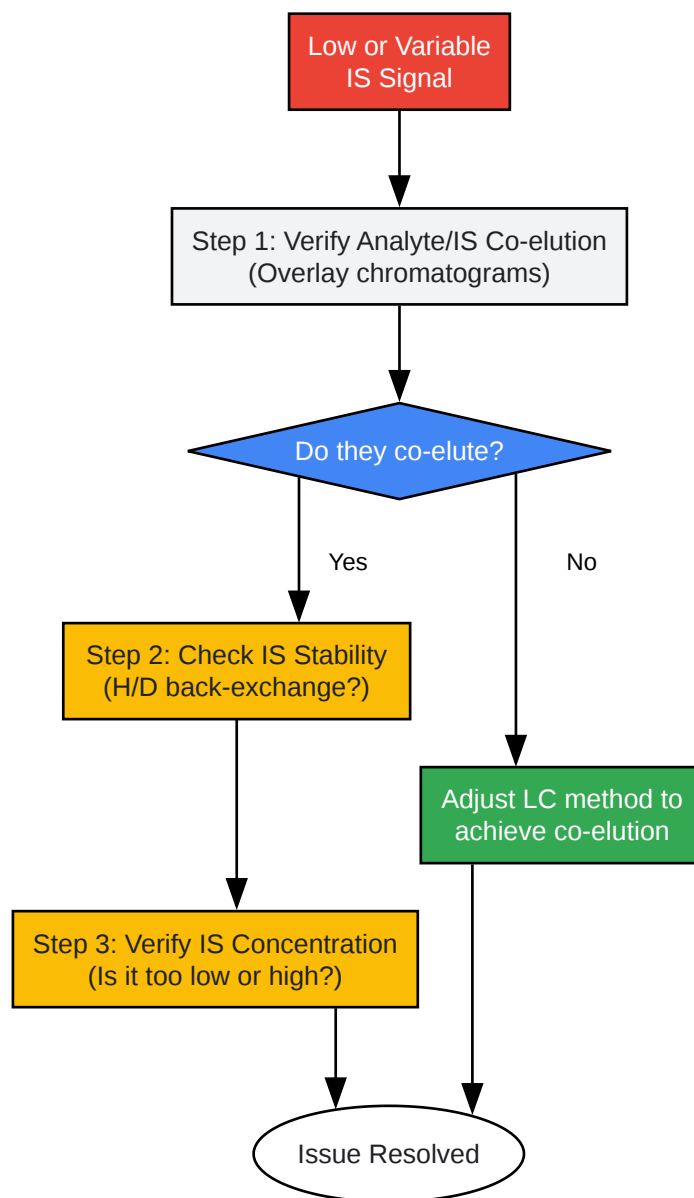 Low or Variable
IS Signal
Step 1: Verify Analyte/IS Co-elution
(Overlay chromatograms)
Do they co-elute?
Yes
No
Step 2: Check IS Stability
(H/D back-exchange?)
Adjust LC method to
achieve co-elution
Step 3: Verify IS Concentration
(Is it too low or high?)
Issue Resolved